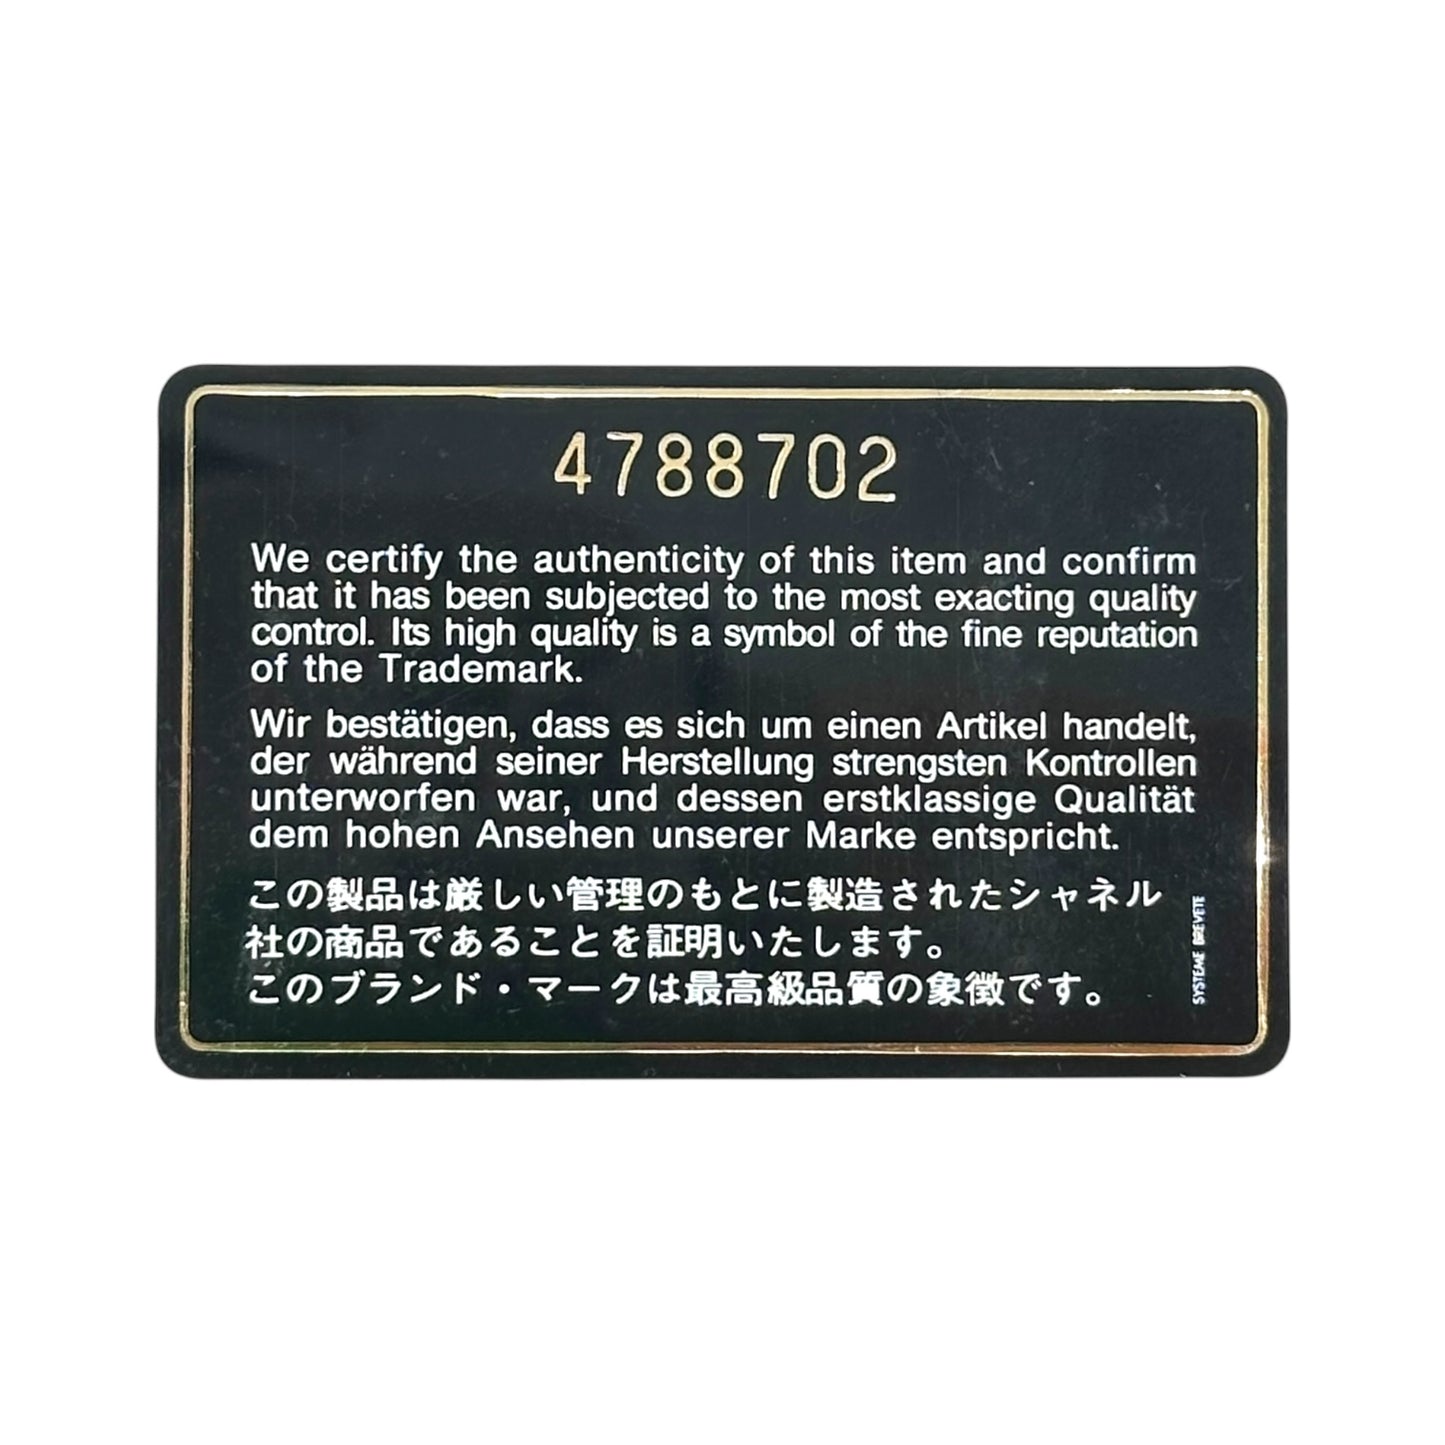 4788702
We certify the authenticity of this item and confirm
that it has been subjected to the most exacting quality
control. Its high quality is a symbol of the fine reputation
of the Trademark.
Wir bestätigen, dass es sich um einen Artikel handelt,
der während seiner Herstellung strengsten Kontrollen
unterworfen war, und dessen erstklassige Qualität
dem hohen Ansehen unserer Marke entspricht.
この製品は厳しい管理のもとに製造されたシャネル
社の商品であることを証明いたします。
このブランド・マークは最高級品質の象徴です。
SYSTEME BREVETE